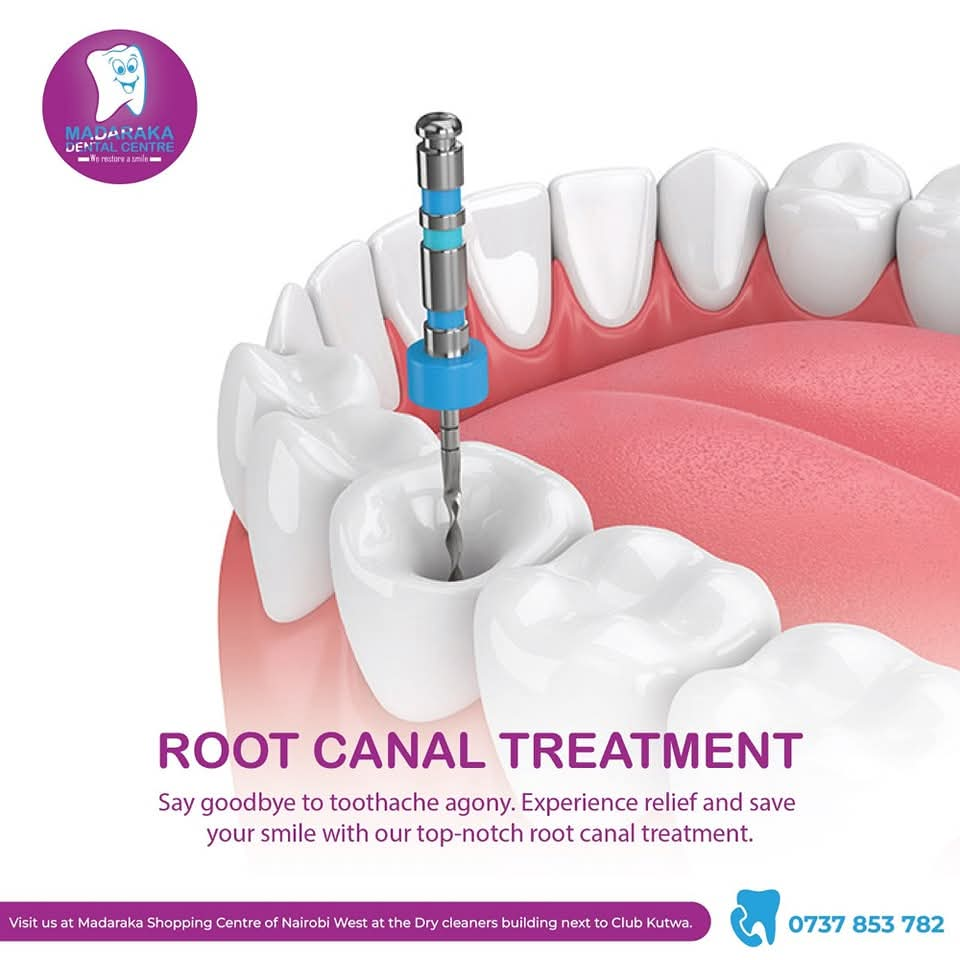 MADARAKA
DENTAL CENTRE
We restore a smile
ROOT CANAL TREATMENT
Say goodbye to toothache agony. Experience relief and save
your smile with our top-notch root canal treatment.
Visit us at Madaraka Shopping Centre of Nairobi West at the Dry cleaners building next to Club Kutwa.
0737 853 782